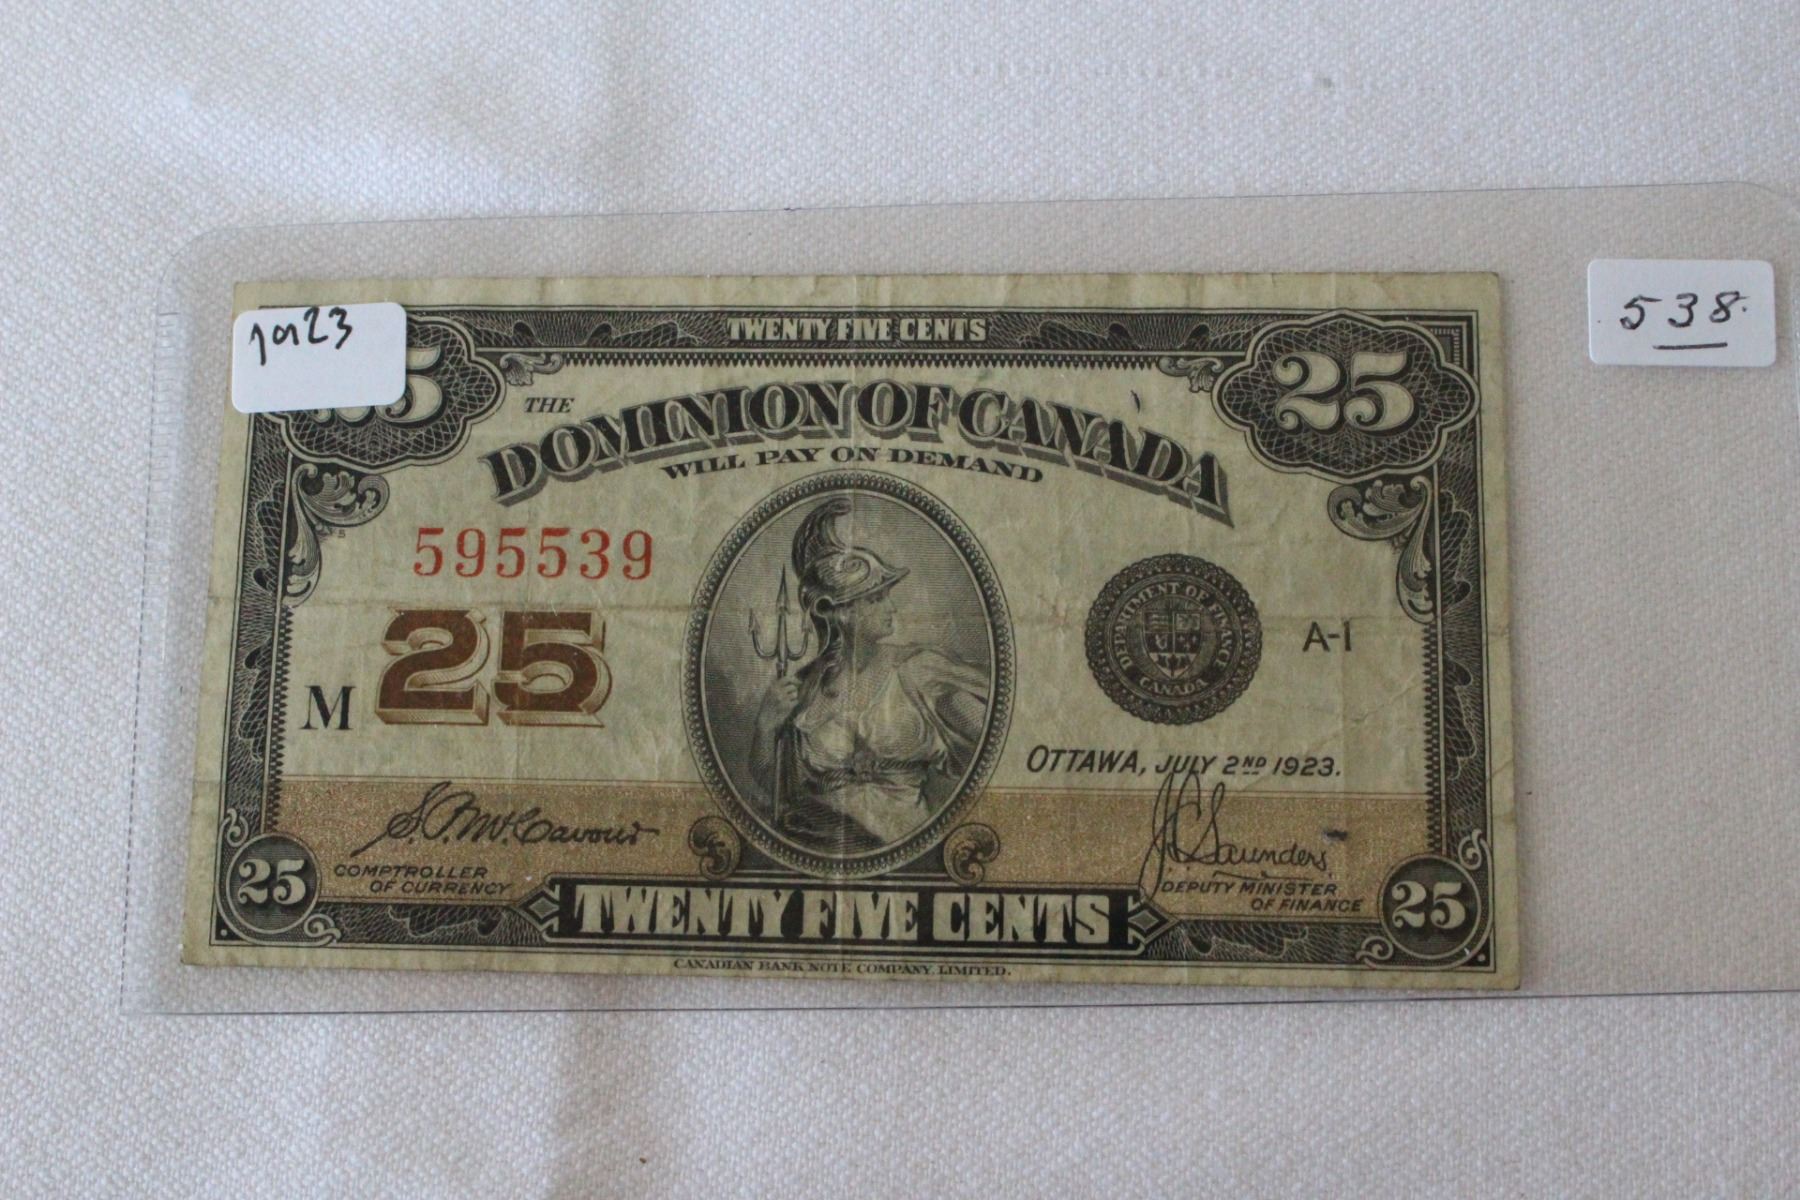 1923
538.
TWENTY FIVE CENTS
25
25
THE
DOMINION OF CANADA
WILL PAY ON DEMAND
595539
25
M
DEPARTMENT OF FINANCE
CANADA
A-1
OTTAWA, JULY 2ND 1923.
J.C. Saunders
COMPTROLLER
OF CURRENCY
DEPUTY MINISTER
OF FINANCE
25
25
TWENTY FIVE CENTS
CANADIAN BANK NOTE COMPANY, LIMITED.